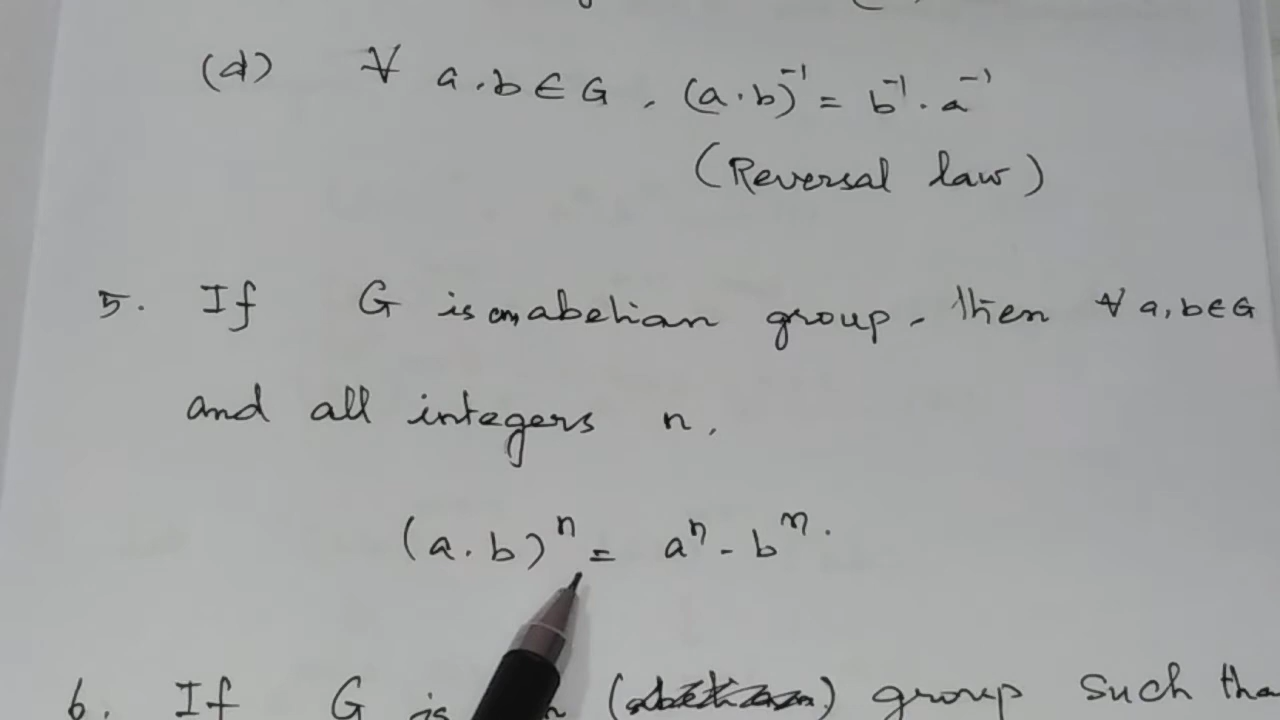 (d) ∀ a.b ∈ G, (a.b)⁻¹ = b⁻¹. a⁻¹
(Reversal law)
5. If G is an abelian group, then ∀ a, b ∈ G
and all integers n,
(a.b)ⁿ = aⁿ - bⁿ.
6. If G is group such tha